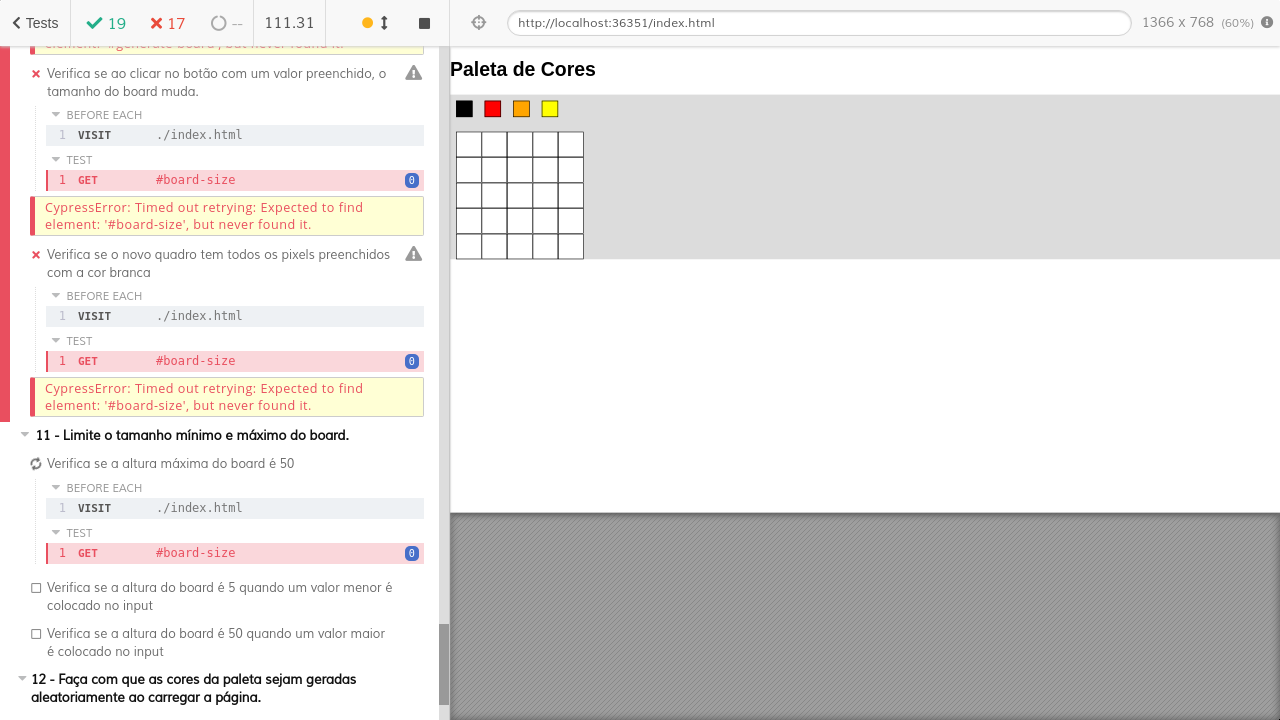 Tests 19 17 -- 111.31 http://localhost:36351/index.html 1366 x 768 (60%)
element: '#generate-board', but never found it.
Verifica se ao clicar no botão com um valor preenchido, o
tamanho do board muda.
BEFORE EACH
1 VISIT ./index.html
TEST
1 GET #board-size 0
CypressError: Timed out retrying: Expected to find
element: '#board-size', but never found it.
Verifica se o novo quadro tem todos os pixels preenchidos
com a cor branca
BEFORE EACH
1 VISIT ./index.html
TEST
1 GET #board-size 0
CypressError: Timed out retrying: Expected to find
element: '#board-size', but never found it.
11 - Limite o tamanho mínimo e máximo do board.
Verifica se a altura máxima do board é 50
BEFORE EACH
1 VISIT ./index.html
TEST
1 GET #board-size 0
Verifica se a altura do board é 5 quando um valor menor é
colocado no input
Verifica se a altura do board é 50 quando um valor maior
é colocado no input
12 - Faça com que as cores da paleta sejam geradas
aleatoriamente ao carregar a página.
Paleta de Cores